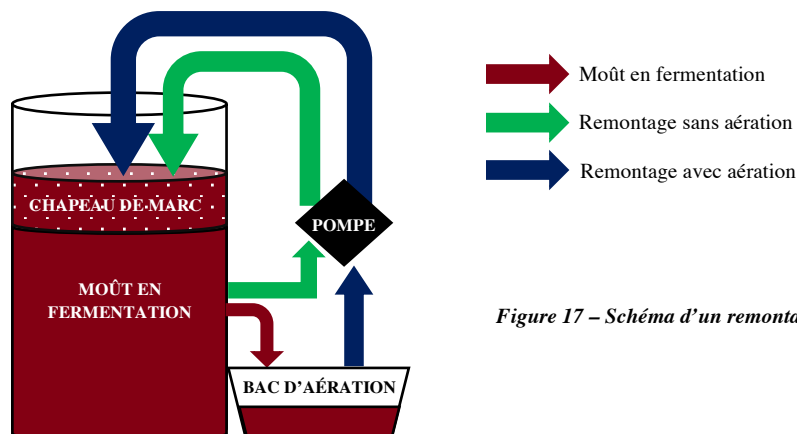 Moût en fermentation
Remontage sans aération
Remontage avec aération
CHAPEAU DE MARC
POMPE
MOÛT EN
FERMENTATION
BAC D'AÉRATION
Figure 17 – Schéma d'un